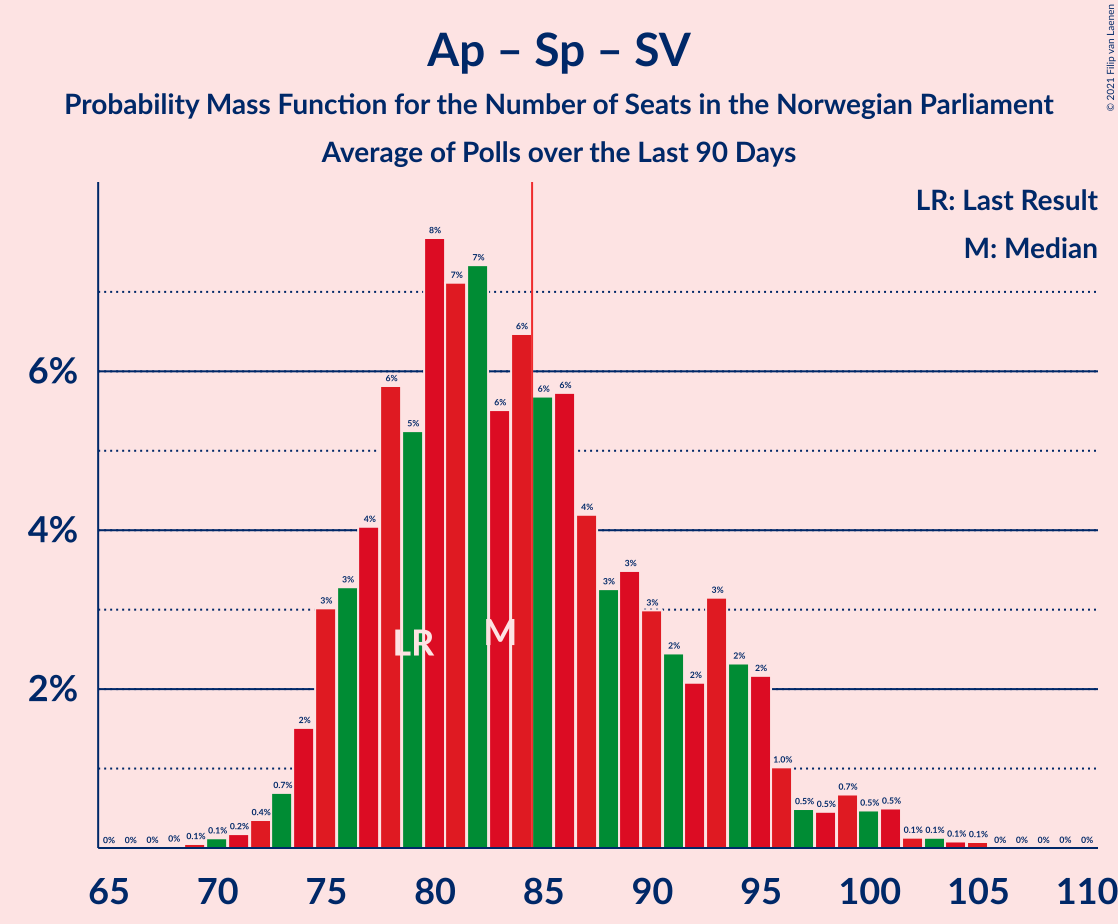 © 2021 Filip van Laenen
Ap – Sp – SV
Probability Mass Function for the Number of Seats in the Norwegian Parliament
Average of Polls over the Last 90 Days
LR: Last Result
M: Median
6%
4%
2%
0% 0% 0% 0% 0.1% 0.1% 0.2% 0.4% 0.7% 2% 3% 3% 4% 6% 5% 8% 7% 7% 6% 6% 6% 6% 4% 3% 3% 3% 2% 2% 3% 2% 2% 1.0% 0.5% 0.5% 0.7% 0.5% 0.5% 0.1% 0.1% 0.1% 0.1% 0% 0% 0% 0% 0%
LR M
65 70 75 80 85 90 95 100 105 110